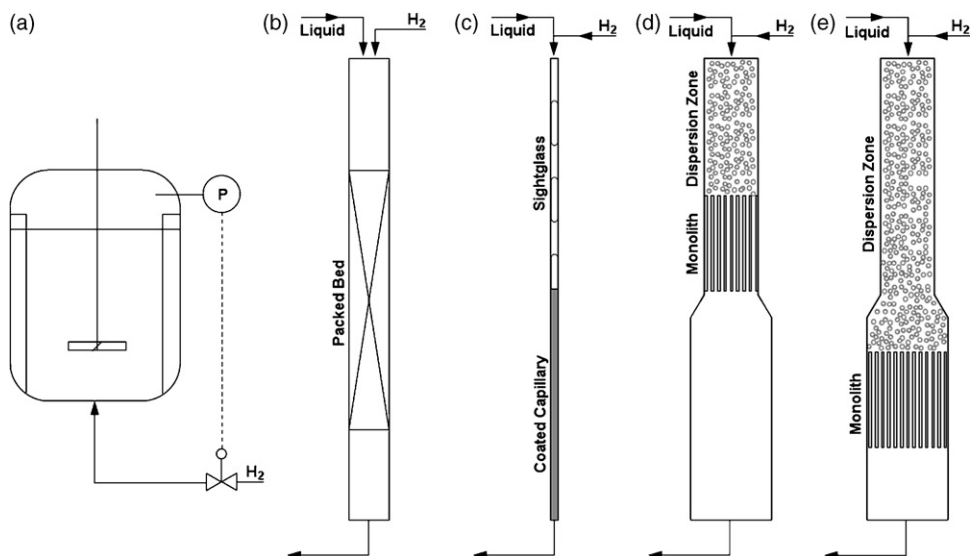 (a)
P
H2
(b)
Liquid
H2
Packed Bed
(c)
Liquid
H2
Sightglass
Coated Capillary
(d)
Liquid
H2
Dispersion Zone
Monolith
(e)
Liquid
H2
Dispersion Zone
Monolith